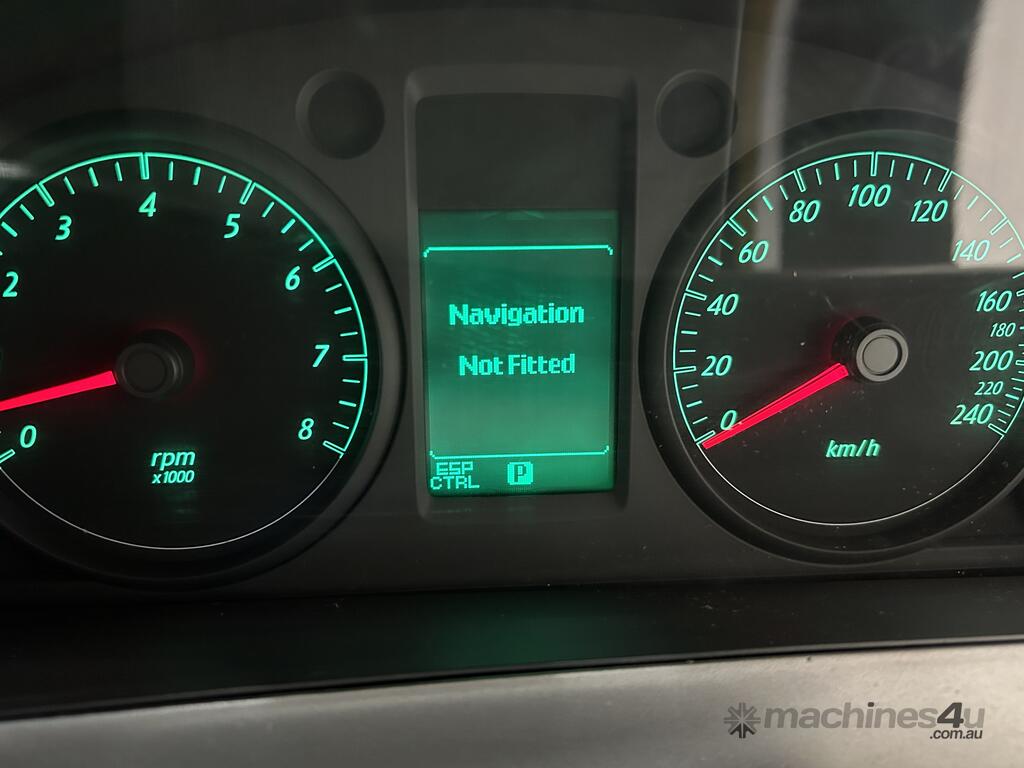 0
2
3
4
5
6
7
8
rpm
x1000
Navigation
Not Fitted
ESP
CTRL
P
0
20
40
60
80
100
120
140
160
180
200
220
240
km/h
machines4u
.com.au